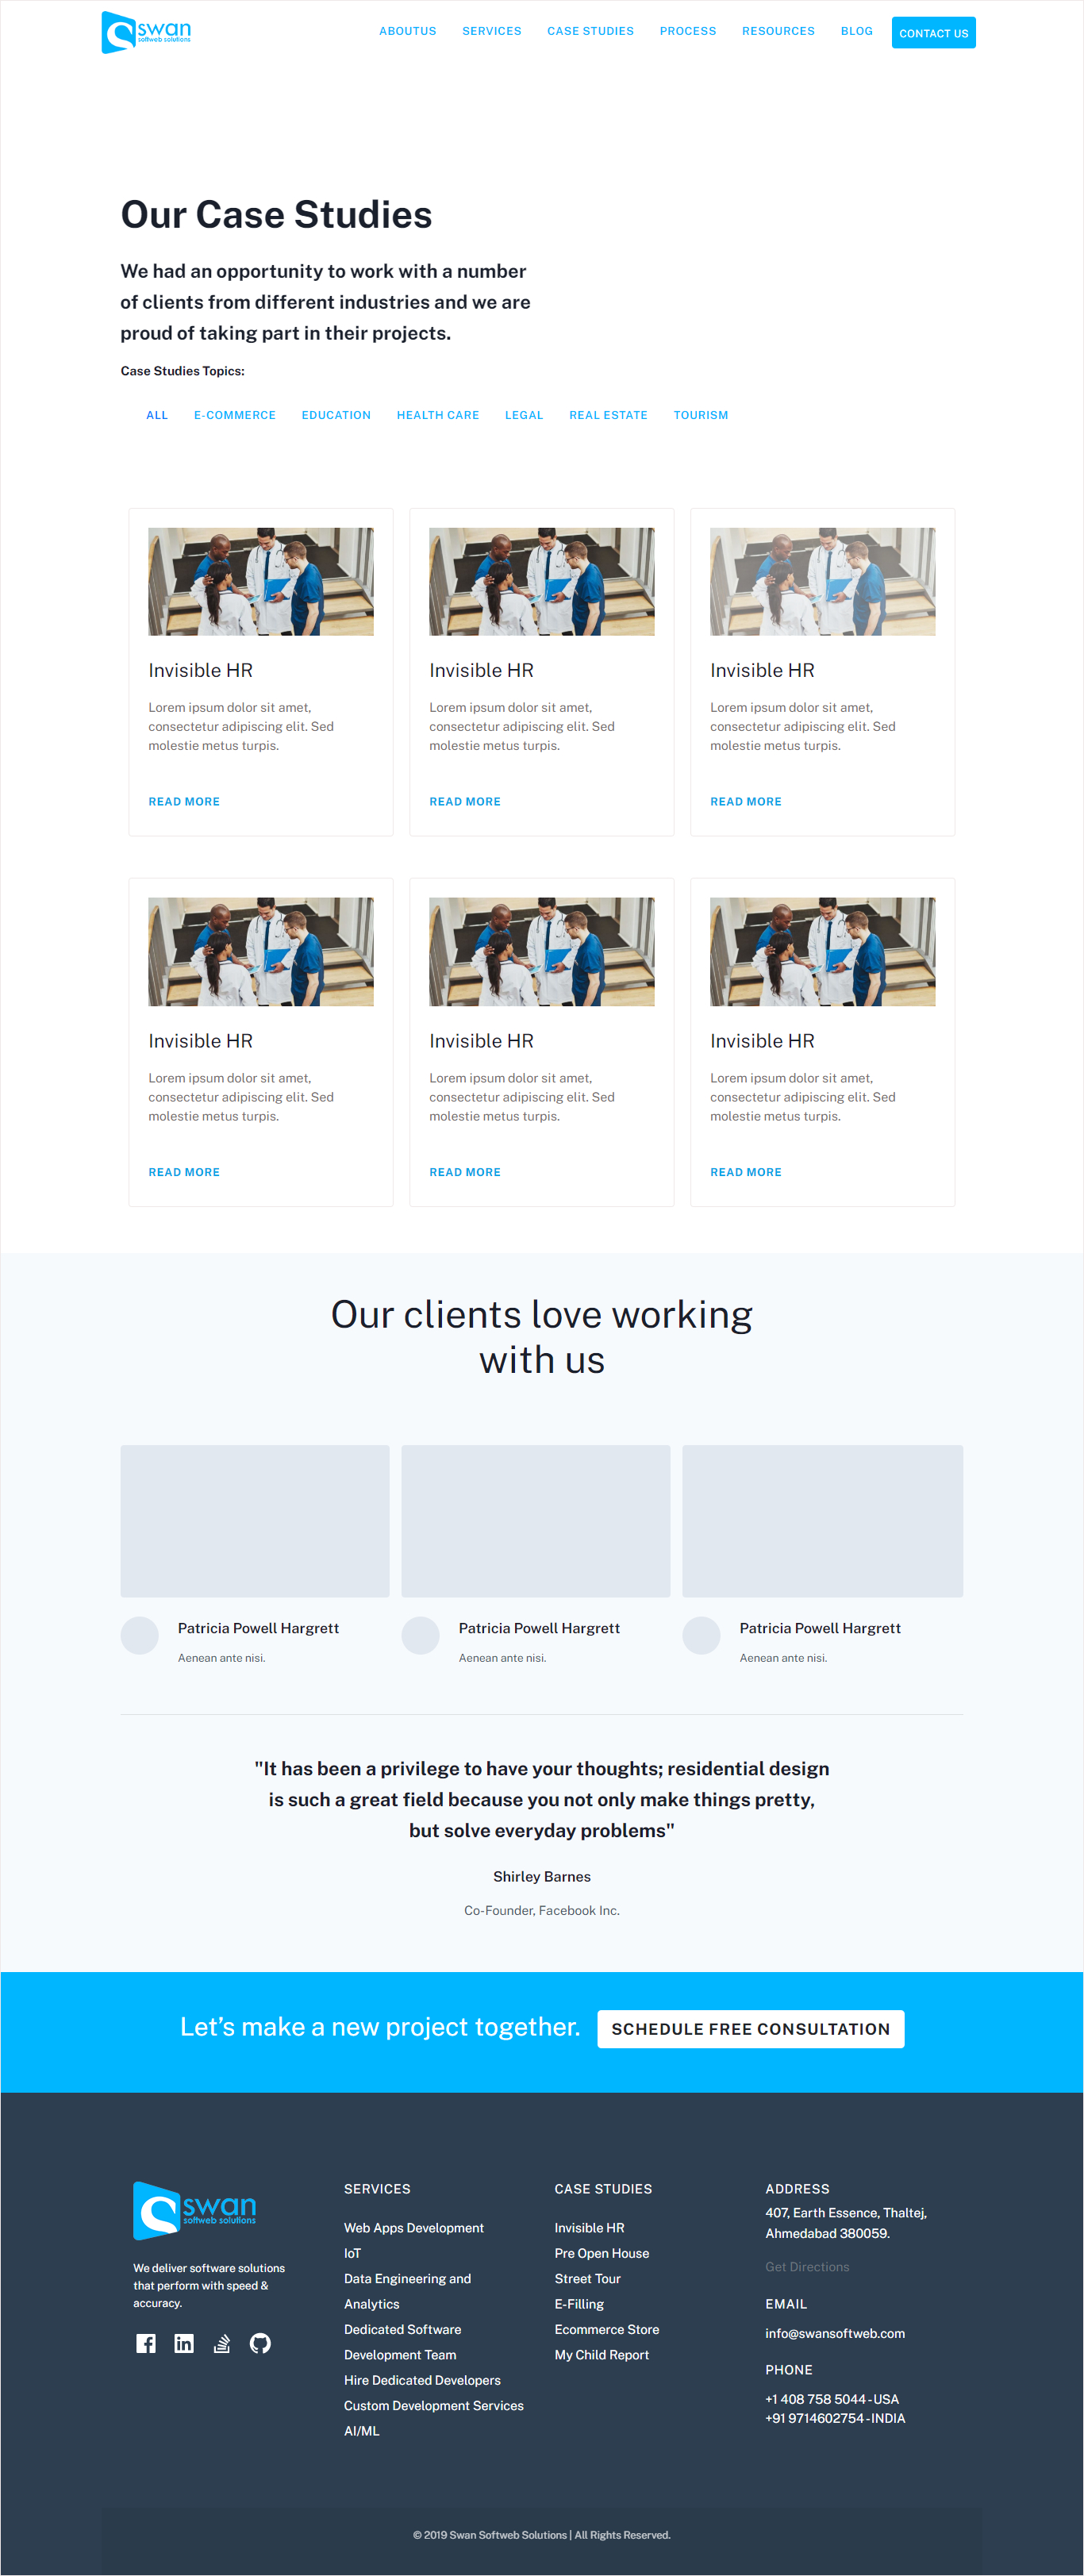 swan
softweb solutions
ABOUTUS
SERVICES
CASE STUDIES
PROCESS
RESOURCES
BLOG
CONTACT US
Our Case Studies
We had an opportunity to work with a number
of clients from different industries and we are
proud of taking part in their projects.
Case Studies Topics:
ALL
E-COMMERCE
EDUCATION
HEALTH CARE
LEGAL
REAL ESTATE
TOURISM
Invisible HR
Lorem ipsum dolor sit amet,
consectetur adipiscing elit. Sed
molestie metus turpis.
READ MORE
Invisible HR
Lorem ipsum dolor sit amet,
consectetur adipiscing elit. Sed
molestie metus turpis.
READ MORE
Invisible HR
Lorem ipsum dolor sit amet,
consectetur adipiscing elit. Sed
molestie metus turpis.
READ MORE
Invisible HR
Lorem ipsum dolor sit amet,
consectetur adipiscing elit. Sed
molestie metus turpis.
READ MORE
Invisible HR
Lorem ipsum dolor sit amet,
consectetur adipiscing elit. Sed
molestie metus turpis.
READ MORE
Invisible HR
Lorem ipsum dolor sit amet,
consectetur adipiscing elit. Sed
molestie metus turpis.
READ MORE
Our clients love working
with us
Patricia Powell Hargrett
Aenean ante nisi.
Patricia Powell Hargrett
Aenean ante nisi.
Patricia Powell Hargrett
Aenean ante nisi.
"It has been a privilege to have your thoughts; residential design
is such a great field because you not only make things pretty,
but solve everyday problems"
Shirley Barnes
Co-Founder, Facebook Inc.
Let’s make a new project together.
SCHEDULE FREE CONSULTATION
swan
softweb solutions
We deliver software solutions
that perform with speed &
accuracy.
SERVICES
Web Apps Development
IoT
Data Engineering and
Analytics
Dedicated Software
Development Team
Hire Dedicated Developers
Custom Development Services
AI/ML
CASE STUDIES
Invisible HR
Pre Open House
Street Tour
E-Filling
Ecommerce Store
My Child Report
ADDRESS
407, Earth Essence, Thaltej,
Ahmedabad 380059.
Get Directions
EMAIL
info@swansoftweb.com
PHONE
+1 408 758 5044 - USA
+91 9714602754 - INDIA
© 2019 Swan Softweb Solutions | All Rights Reserved.